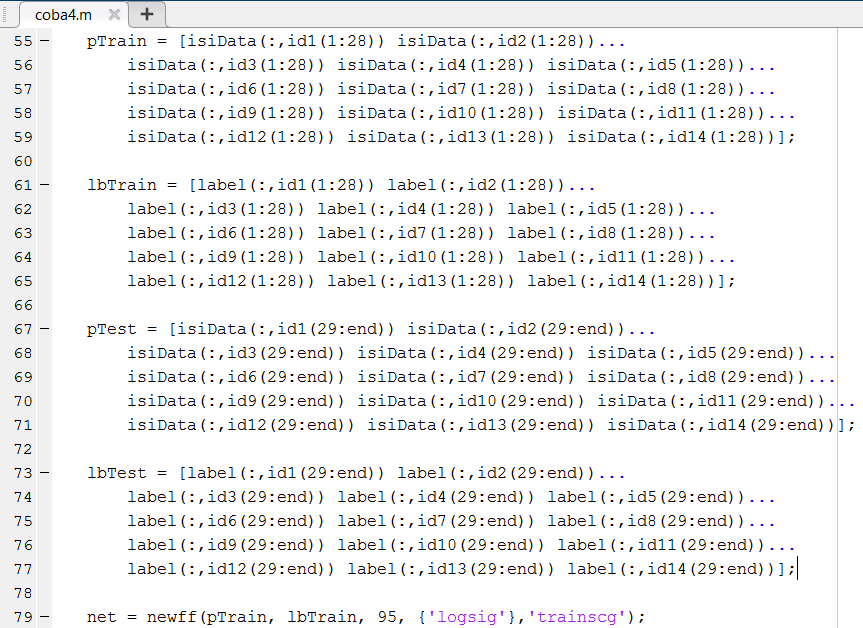 coba4.m × +
55 – pTrain = [isiData(:,id1(1:28)) isiData(:,id2(1:28))...
56 isiData(:,id3(1:28)) isiData(:,id4(1:28)) isiData(:,id5(1:28))...
57 isiData(:,id6(1:28)) isiData(:,id7(1:28)) isiData(:,id8(1:28))...
58 isiData(:,id9(1:28)) isiData(:,id10(1:28)) isiData(:,id11(1:28))...
59 isiData(:,id12(1:28)) isiData(:,id13(1:28)) isiData(:,id14(1:28))];
60
61 – lbTrain = [label(:,id1(1:28)) label(:,id2(1:28))...
62 label(:,id3(1:28)) label(:,id4(1:28)) label(:,id5(1:28))...
63 label(:,id6(1:28)) label(:,id7(1:28)) label(:,id8(1:28))...
64 label(:,id9(1:28)) label(:,id10(1:28)) label(:,id11(1:28))...
65 label(:,id12(1:28)) label(:,id13(1:28)) label(:,id14(1:28))];
66
67 – pTest = [isiData(:,id1(29:end)) isiData(:,id2(29:end))...
68 isiData(:,id3(29:end)) isiData(:,id4(29:end)) isiData(:,id5(29:end))...
69 isiData(:,id6(29:end)) isiData(:,id7(29:end)) isiData(:,id8(29:end))...
70 isiData(:,id9(29:end)) isiData(:,id10(29:end)) isiData(:,id11(29:end))...
71 isiData(:,id12(29:end)) isiData(:,id13(29:end)) isiData(:,id14(29:end))];
72
73 – lbTest = [label(:,id1(29:end)) label(:,id2(29:end))...
74 label(:,id3(29:end)) label(:,id4(29:end)) label(:,id5(29:end))...
75 label(:,id6(29:end)) label(:,id7(29:end)) label(:,id8(29:end))...
76 label(:,id9(29:end)) label(:,id10(29:end)) label(:,id11(29:end))...
77 label(:,id12(29:end)) label(:,id13(29:end)) label(:,id14(29:end))];
78
79 – net = newff(pTrain, lbTrain, 95, {'logsig'},'trainscg');